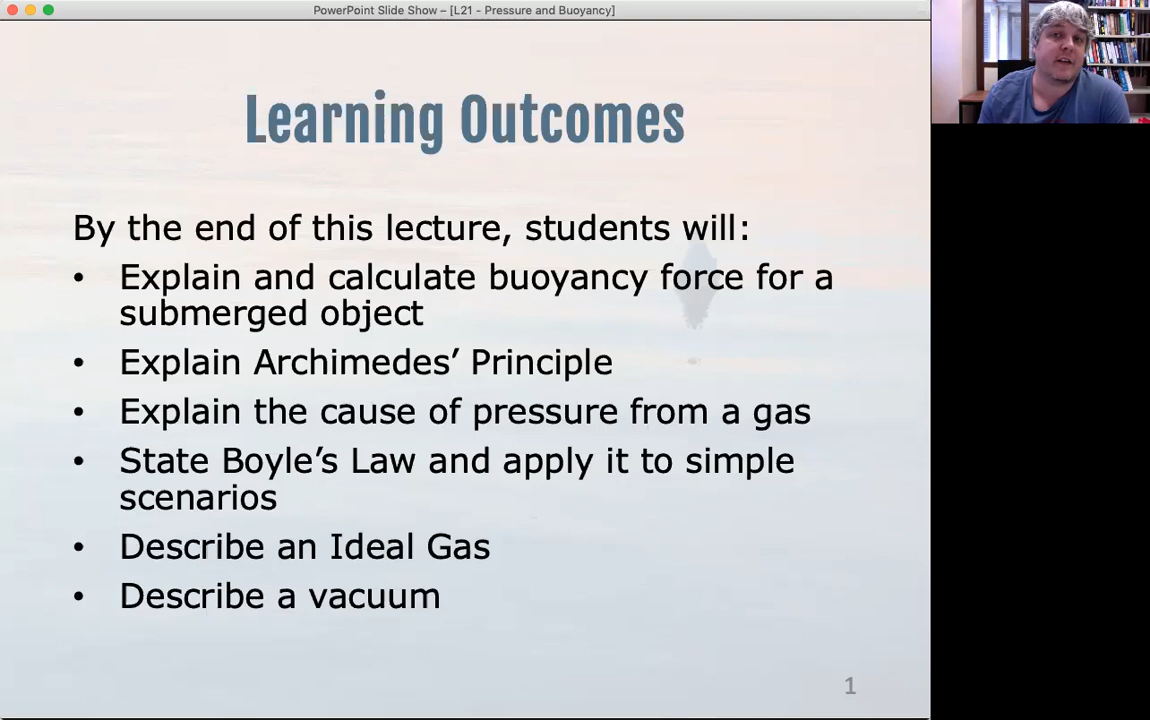 PowerPoint Slide Show – [L21 - Pressure and Buoyancy]
Learning Outcomes
By the end of this lecture, students will:
• Explain and calculate buoyancy force for a
submerged object
• Explain Archimedes’ Principle
• Explain the cause of pressure from a gas
• State Boyle’s Law and apply it to simple
scenarios
• Describe an Ideal Gas
• Describe a vacuum
1